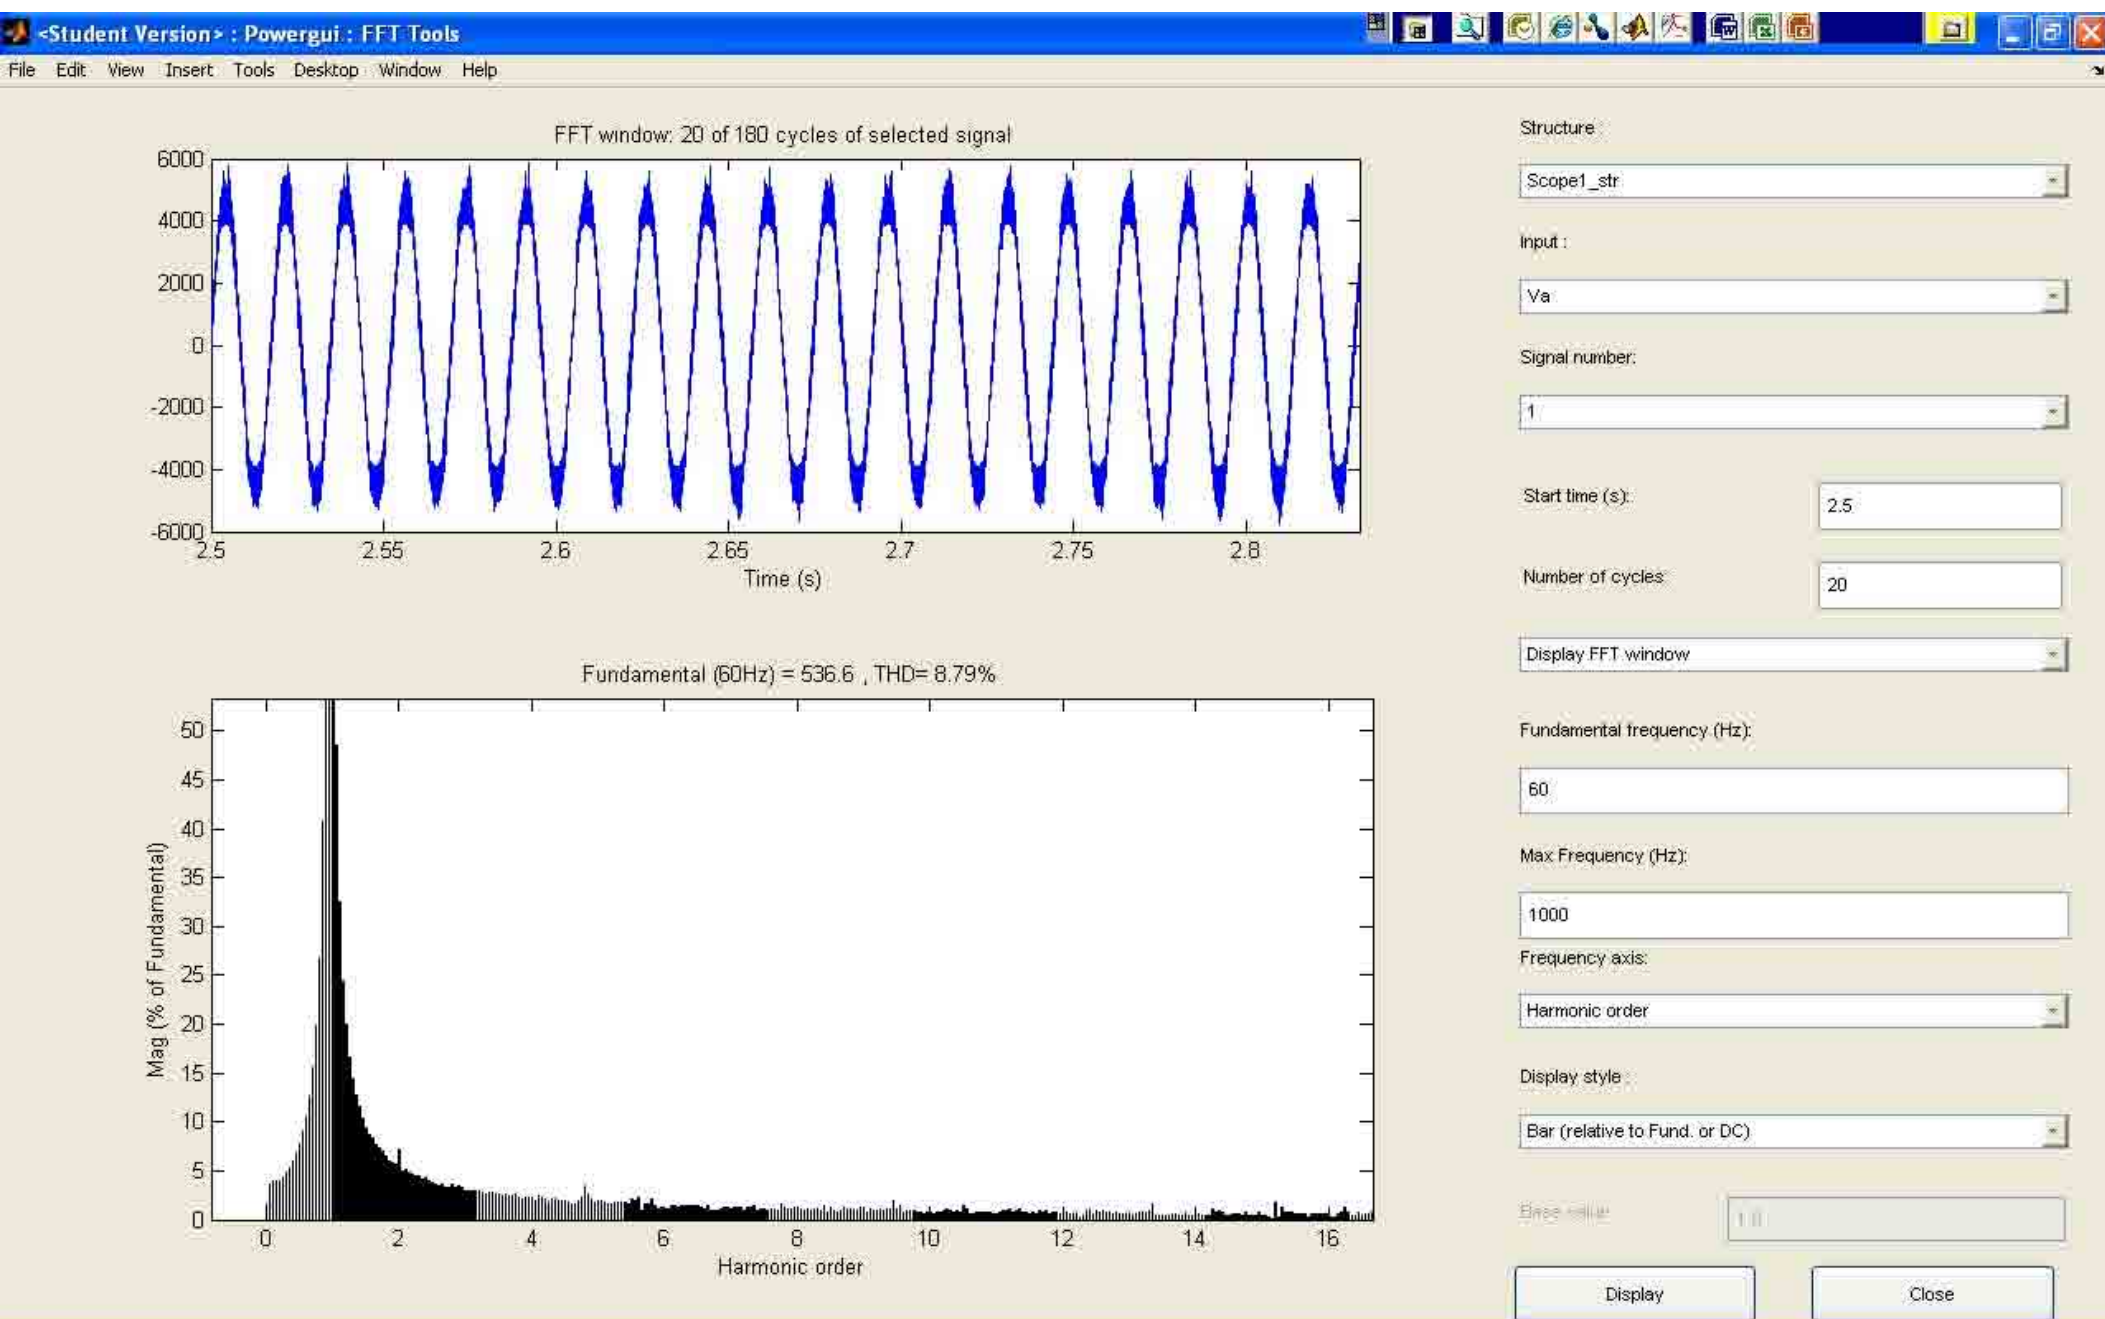 <Student Version> : Powergui : FFT Tools
File Edit View Insert Tools Desktop Window Help
FFT window: 20 of 180 cycles of selected signal
6000
4000
2000
0
-2000
-4000
-6000
2.5 2.55 2.6 2.65 2.7 2.75 2.8
Time (s)
Fundamental (60Hz) = 536.6 , THD= 8.79%
50
45
40
35
30
25
20
15
10
5
0
Mag (% of Fundamental)
0 2 4 6 8 10 12 14 16
Harmonic order
Structure :
Scope1_str
Input :
Va
Signal number:
1
Start time (s):
2.5
Number of cycles:
20
Display FFT window
Fundamental frequency (Hz):
60
Max Frequency (Hz):
1000
Frequency axis:
Harmonic order
Display style :
Bar (relative to Fund. or DC)
Base value:
1.0
Display
Close